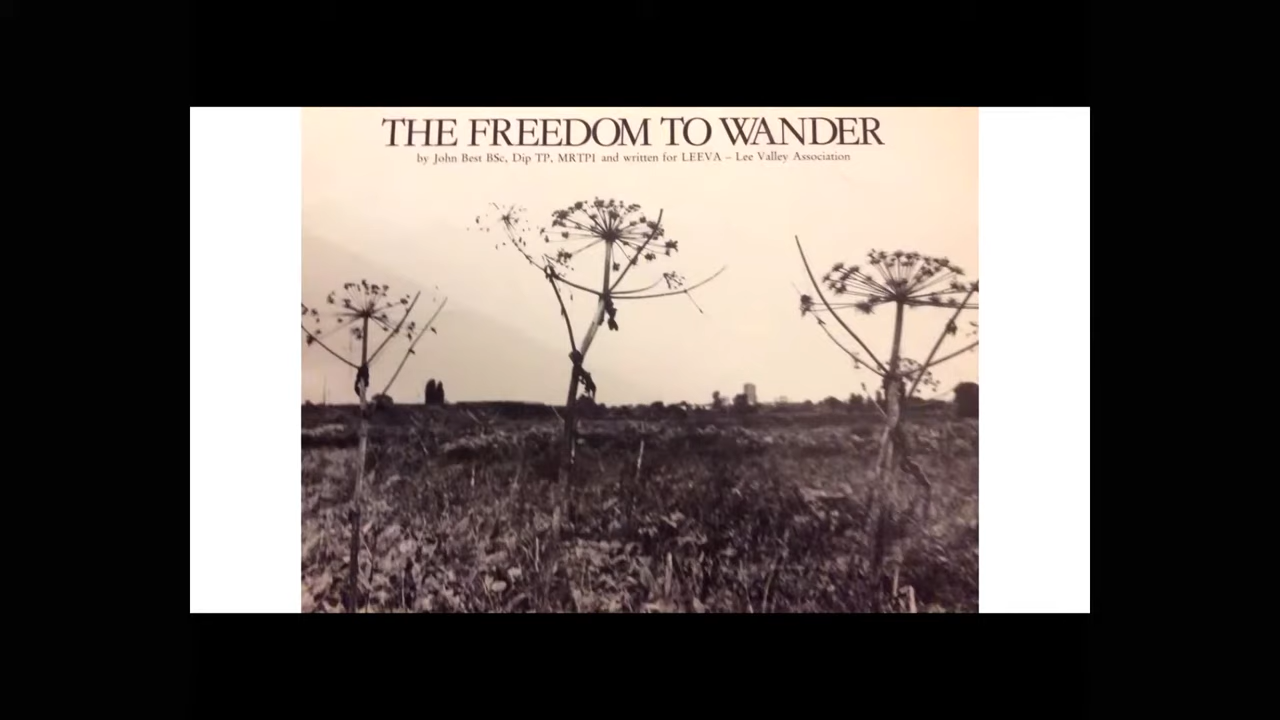 THE FREEDOM TO WANDER
by John Best BSc, Dip TP, MRTPI and written for LEEVA – Lee Valley Association